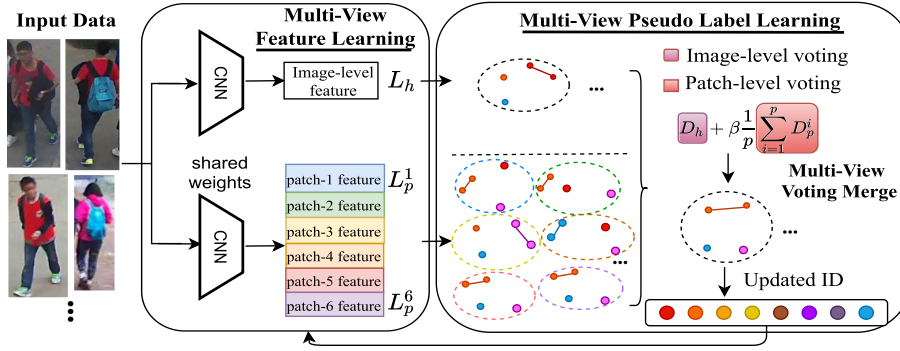 Input Data
Multi-View
Feature Learning
CNN
Image-level
feature
L_h
shared
weights
CNN
patch-1 feature
patch-2 feature
patch-3 feature
patch-4 feature
patch-5 feature
patch-6 feature
L_p^1
L_p^6
...
Multi-View Pseudo Label Learning
...
...
Image-level voting
Patch-level voting
D_h + β 1/p ∑_{i=1}^{p} D_p^i
Multi-View
Voting Merge
...
Updated ID